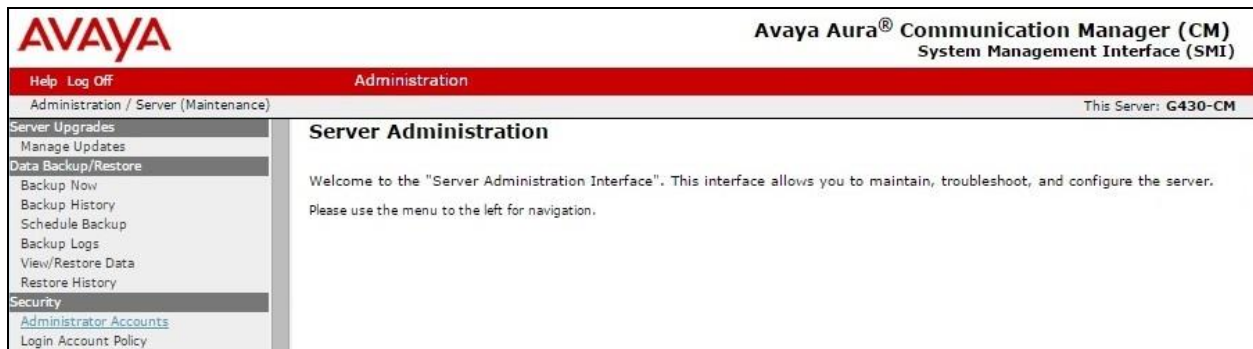 AVAYA
Avaya Aura® Communication Manager (CM)
System Management Interface (SMI)
Help Log Off
Administration
Administration / Server (Maintenance)
This Server: G430-CM
Server Upgrades
Manage Updates
Data Backup/Restore
Backup Now
Backup History
Schedule Backup
Backup Logs
View/Restore Data
Restore History
Security
Administrator Accounts
Login Account Policy
Server Administration
Welcome to the "Server Administration Interface". This interface allows you to maintain, troubleshoot, and configure the server.
Please use the menu to the left for navigation.